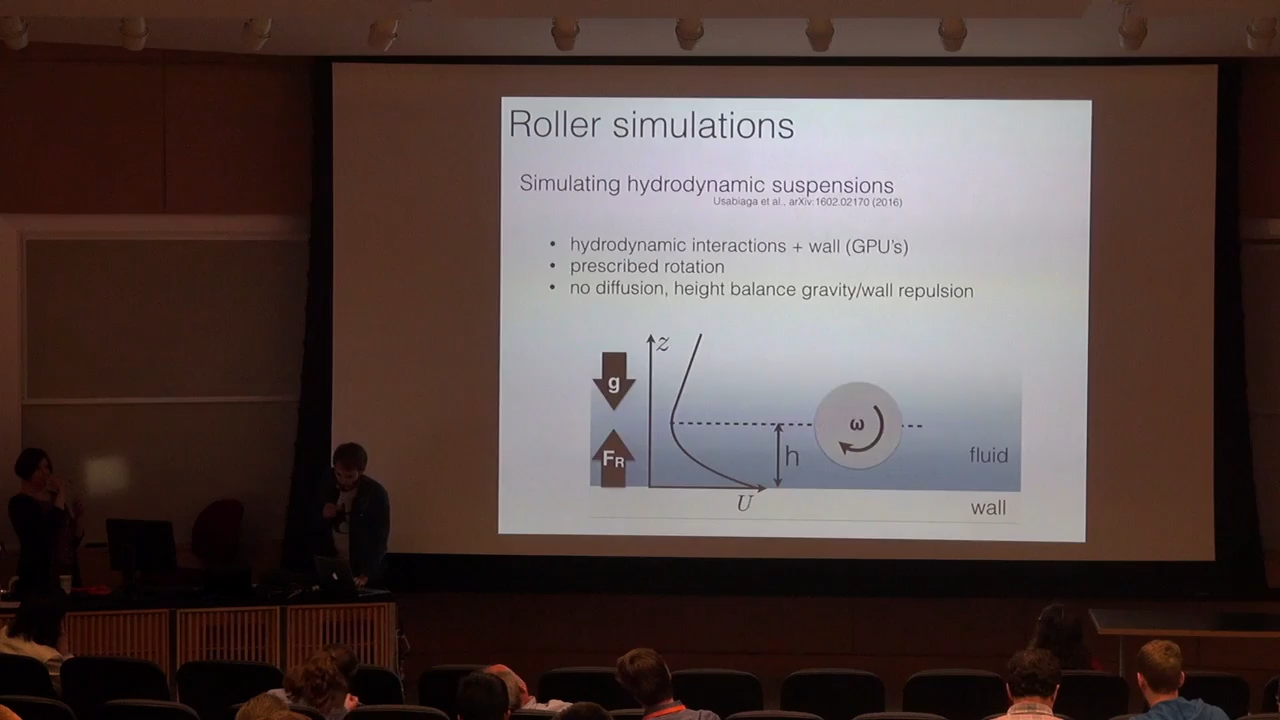 Roller simulations
Simulating hydrodynamic suspensions
Usabiaga et al., arXiv:1602.02170 (2016)
• hydrodynamic interactions + wall (GPU's)
• prescribed rotation
• no diffusion, height balance gravity/wall repulsion
z
g
ω
h
FR
fluid
U
wall